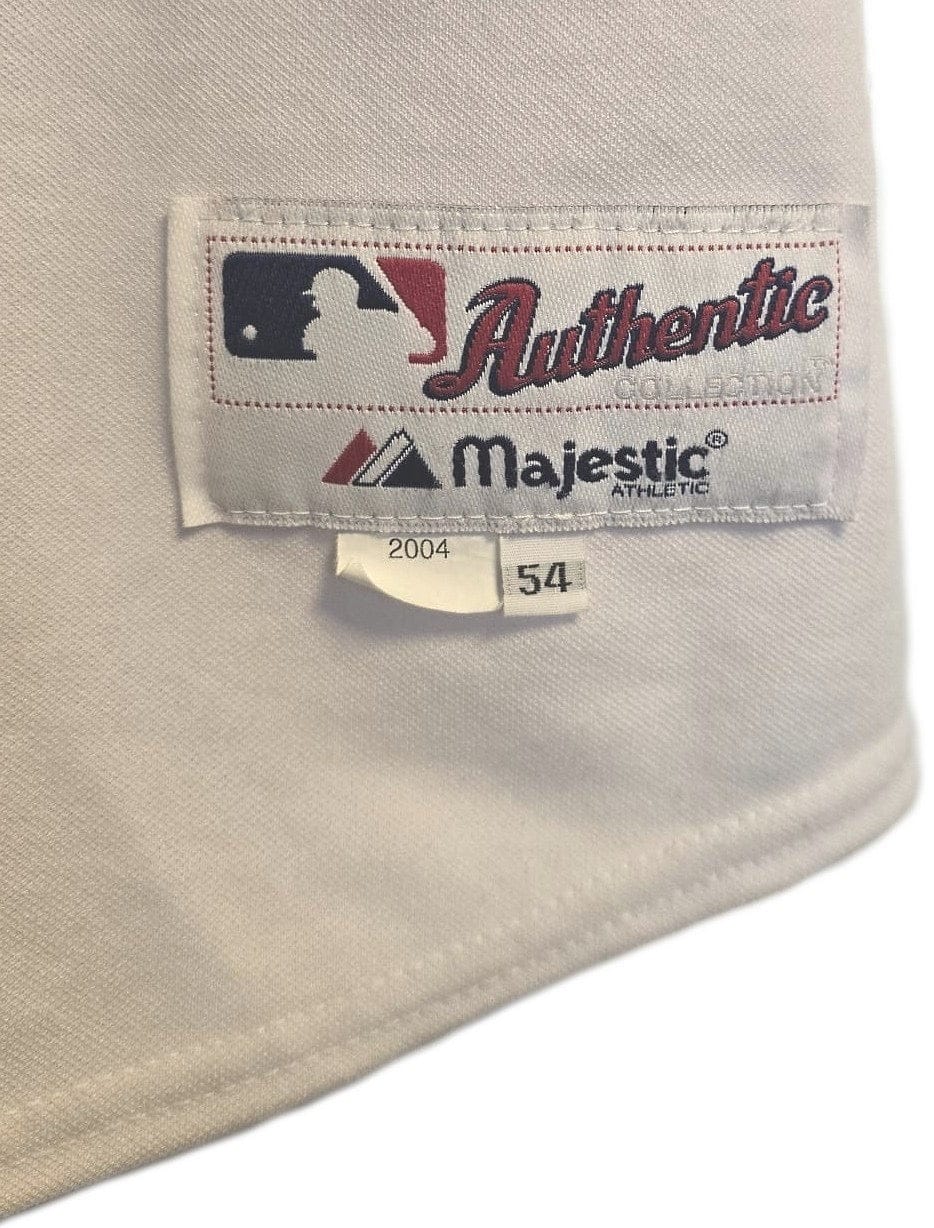 Authentic
COLLECTION
Majestic®
ATHLETIC
2004 54